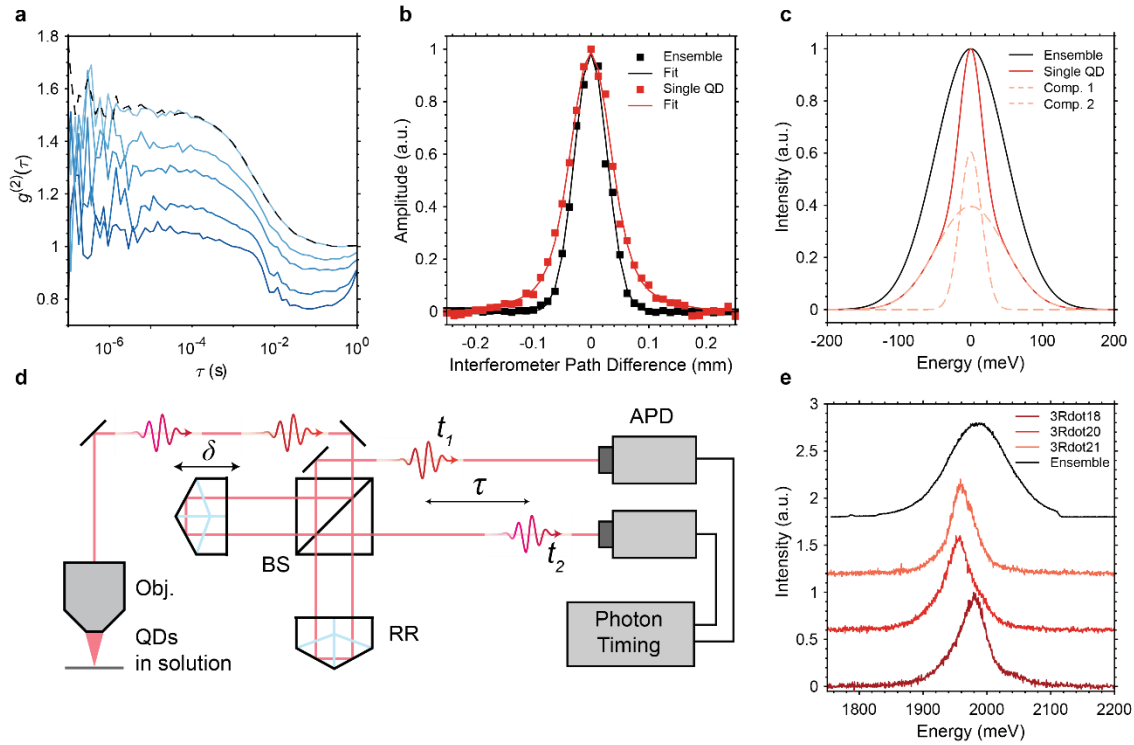 a
1.8
1.6
1.4
1.2
1
0.8
g(2)(τ)
10-6
10-4
10-2
100
τ (s)
b
1
0.8
0.6
0.4
0.2
0
Amplitude (a.u.)
Ensemble
Fit
Single QD
Fit
-0.2
-0.1
0
0.1
0.2
Interferometer Path Difference (mm)
c
1
0.8
0.6
0.4
0.2
0
Intensity (a.u.)
Ensemble
Single QD
Comp. 1
Comp. 2
-200
-100
0
100
200
Energy (meV)
d
δ
t1
APD
τ
t2
BS
Obj.
RR
QDs
in solution
Photon
Timing
e
3
2.5
2
1.5
1
0.5
0
Intensity (a.u.)
3Rdot18
3Rdot20
3Rdot21
Ensemble
1800
1900
2000
2100
2200
Energy (meV)